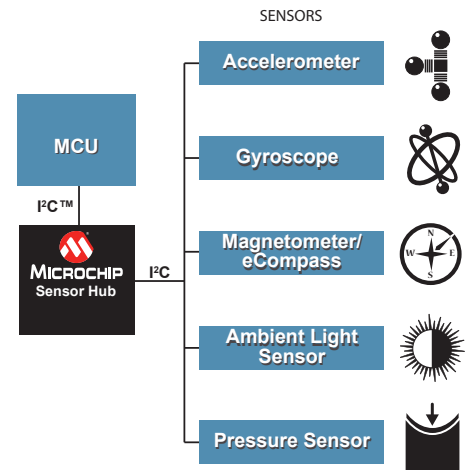 SENSORS
Accelerometer
MCU
Gyroscope
I²C™
MICROCHIP
Sensor Hub
I²C
Magnetometer/
eCompass
N
W
E
S
Ambient Light
Sensor
Pressure Sensor